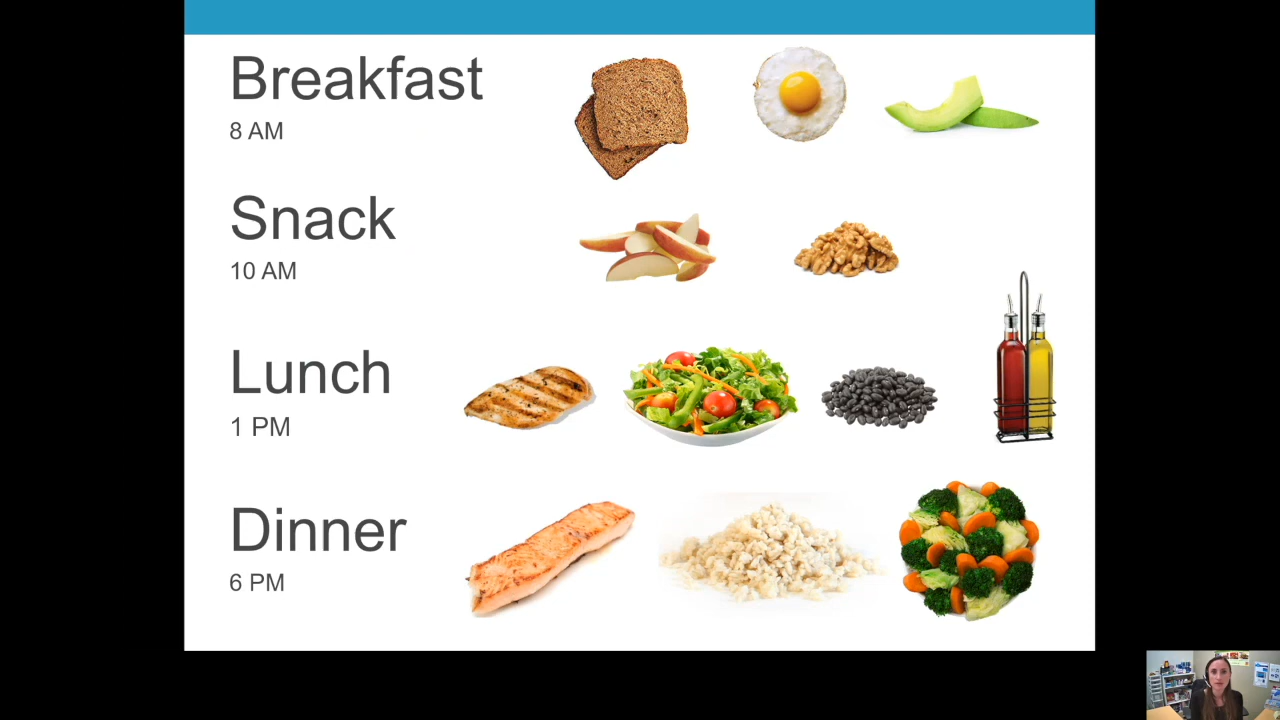 Breakfast
8 AM
Snack
10 AM
Lunch
1 PM
Dinner
6 PM